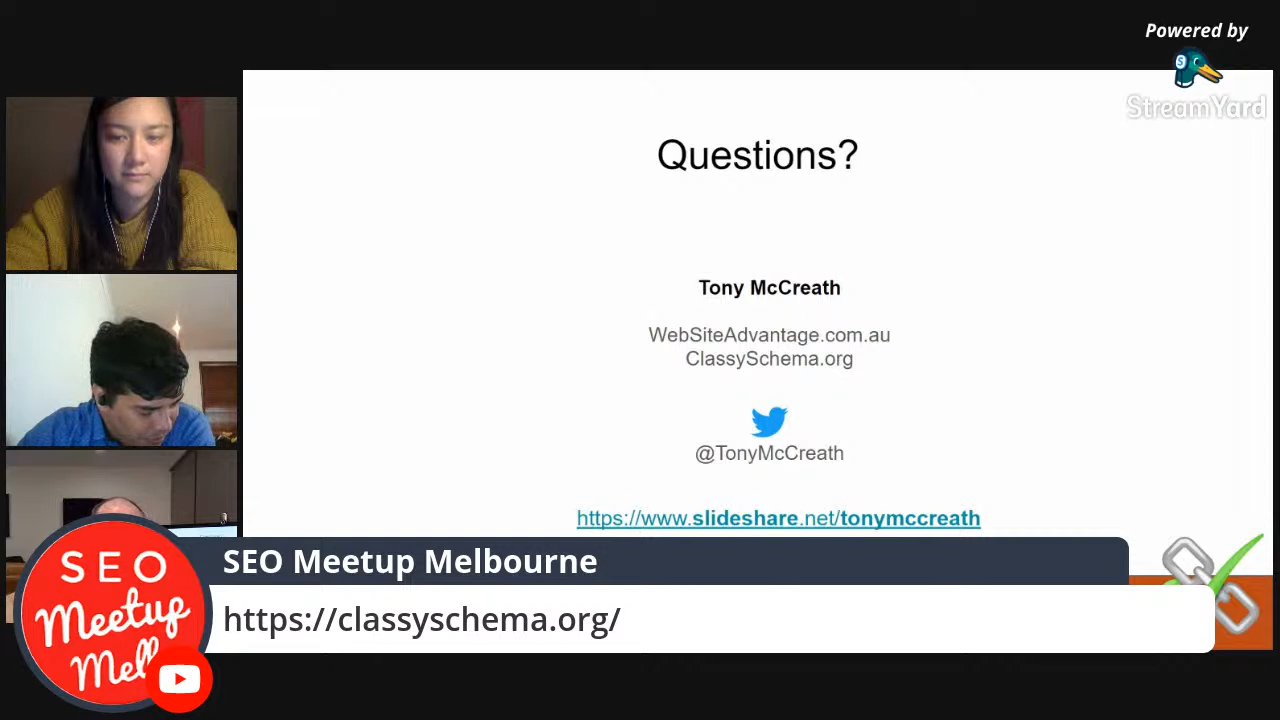 Powered by
StreamYard
Questions?
Tony McCreath
WebSiteAdvantage.com.au
ClassySchema.org
@TonyMcCreath
https://www.slideshare.net/tonymccreath
SEO Meetup Melbourne
https://classyschema.org/
SEO
Meetup
Melb